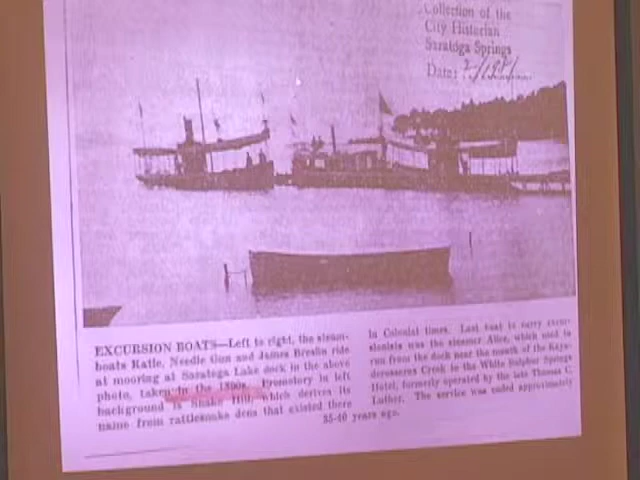 Collection of the
City Historian
Saratoga Springs
Date:
EXCURSION BOATS—Left to right, the steam-
boats Katie, Needle Gun and James Breslin ride
at mooring at Saratoga Lake dock in the above
photo, taken in the 1890s. Promontory in left
background is Snake Hill, which derives its
name from rattlesnake dens that existed there
in Colonial times. Last boat to carry excur-
sionists was the steamer Alice, which used to
run from the dock near the mouth of the Kaya-
derosseres Creek to the White Sulphur Springs
Hotel, formerly operated by the late Thomas C.
Luther. The service was ended approximately
35-40 years ago.